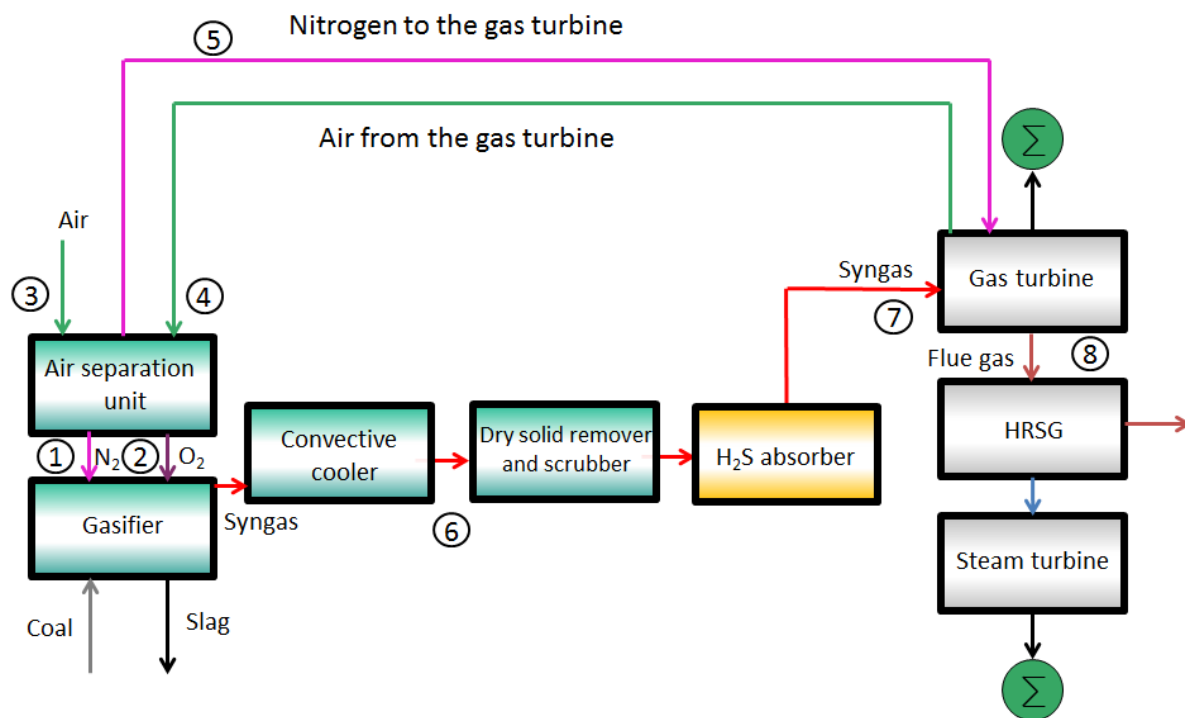 Nitrogen to the gas turbine
5
Air from the gas turbine
∑
Air
3
4
Syngas
7
Gas turbine
Air separation
unit
Flue gas
8
1
N₂
2
O₂
Convective
cooler
Dry solid remover
and scrubber
H₂S absorber
HRSG
Gasifier
Syngas
6
Steam turbine
Coal
Slag
∑